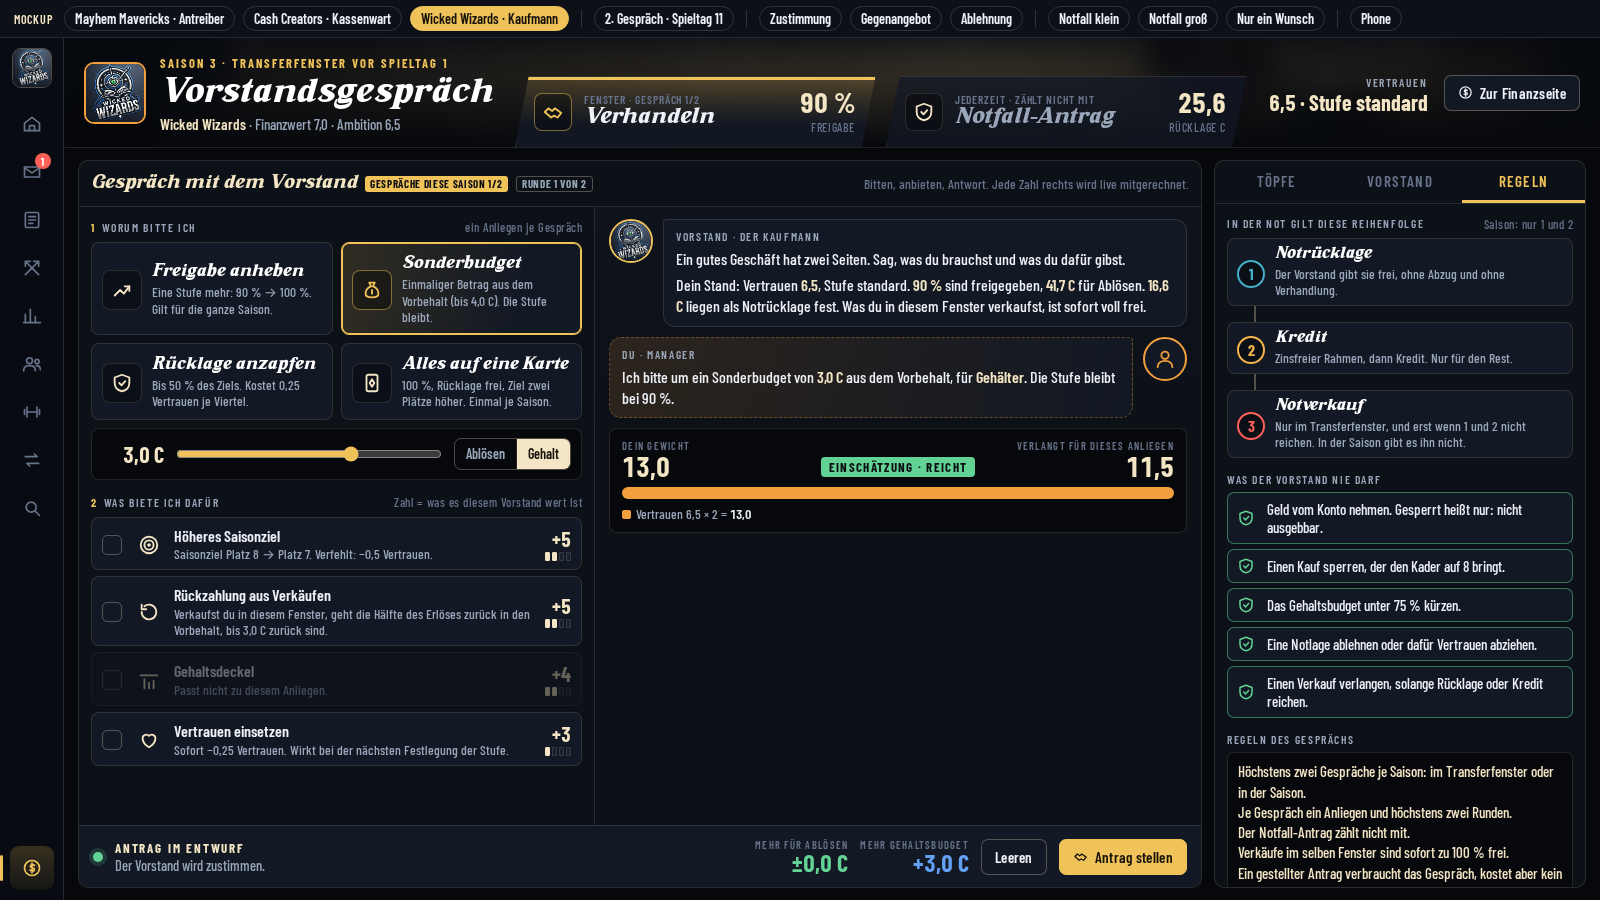 MOCKUP
Mayhem Mavericks · Antreiber
Cash Creators · Kassenwart
Wicked Wizards · Kaufmann
2. Gespräch · Spieltag 11
Zustimmung
Gegenangebot
Ablehnung
Notfall klein
Notfall groß
Nur ein Wunsch
Phone
1
WICKED
WIZARDS
SAISON 3 · TRANSFERFENSTER VOR SPIELTAG 1
Vorstandsgespräch
Wicked Wizards · Finanzwert 7,0 · Ambition 6,5
FENSTER · GESPRÄCH 1/2
Verhandeln
90 %
FREIGABE
JEDERZEIT · ZÄHLT NICHT MIT
Notfall-Antrag
25,6
RÜCKLAGE C
VERTRAUEN
6,5 · Stufe standard
Zur Finanzseite
Gespräch mit dem Vorstand
GESPRÄCHE DIESE SAISON 1/2
RUNDE 1 VON 2
Bitten, anbieten, Antwort. Jede Zahl rechts wird live mitgerechnet.
1 WORUM BITTE ICH
ein Anliegen je Gespräch
Freigabe anheben
Eine Stufe mehr: 90 % → 100 %.
Gilt für die ganze Saison.
Sonderbudget
Einmaliger Betrag aus dem
Vorbehalt (bis 4,0 C). Die Stufe
bleibt.
Rücklage anzapfen
Bis 50 % des Ziels. Kostet 0,25
Vertrauen je Viertel.
Alles auf eine Karte
100 %, Rücklage frei, Ziel zwei
Plätze höher. Einmal je Saison.
3,0 C
Ablösen
Gehalt
2 WAS BIETE ICH DAFÜR
Zahl = was es diesem Vorstand wert ist
Höheres Saisonziel
Saisonziel Platz 8 → Platz 7. Verfehlt: −0,5 Vertrauen.
+5
Rückzahlung aus Verkäufen
Verkaufst du in diesem Fenster, geht die Hälfte des Erlöses zurück in den
Vorbehalt, bis 3,0 C zurück sind.
+5
Gehaltsdeckel
Passt nicht zu diesem Anliegen.
+4
Vertrauen einsetzen
Sofort −0,25 Vertrauen. Wirkt bei der nächsten Festlegung der Stufe.
+3
VORSTAND · DER KAUFMANN
Ein gutes Geschäft hat zwei Seiten. Sag, was du brauchst und was du dafür gibst.
Dein Stand: Vertrauen 6,5, Stufe standard. 90 % sind freigegeben, 41,7 C für Ablösen. 16,6
C liegen als Notrücklage fest. Was du in diesem Fenster verkaufst, ist sofort voll frei.
DU · MANAGER
Ich bitte um ein Sonderbudget von 3,0 C aus dem Vorbehalt, für Gehälter. Die Stufe bleibt
bei 90 %.
DEIN GEWICHT
13,0
EINSCHÄTZUNG · REICHT
VERLANGT FÜR DIESES ANLIEGEN
11,5
Vertrauen 6,5 × 2 = 13,0
ANTRAG IM ENTWURF
Der Vorstand wird zustimmen.
MEHR FÜR ABLÖSEN
±0,0 C
MEHR GEHALTSBUDGET
+3,0 C
Leeren
Antrag stellen
TÖPFE
VORSTAND
REGELN
IN DER NOT GILT DIESE REIHENFOLGE
Saison: nur 1 und 2
1
Notrücklage
Der Vorstand gibt sie frei, ohne Abzug und ohne
Verhandlung.
2
Kredit
Zinsfreier Rahmen, dann Kredit. Nur für den Rest.
3
Notverkauf
Nur im Transferfenster, und erst wenn 1 und 2 nicht
reichen. In der Saison gibt es ihn nicht.
WAS DER VORSTAND NIE DARF
Geld vom Konto nehmen. Gesperrt heißt nur: nicht
ausgebbar.
Einen Kauf sperren, der den Kader auf 8 bringt.
Das Gehaltsbudget unter 75 % kürzen.
Eine Notlage ablehnen oder dafür Vertrauen abziehen.
Einen Verkauf verlangen, solange Rücklage oder Kredit
reichen.
REGELN DES GESPRÄCHS
Höchstens zwei Gespräche je Saison: im Transferfenster oder
in der Saison.
Je Gespräch ein Anliegen und höchstens zwei Runden.
Der Notfall-Antrag zählt nicht mit.
Verkäufe im selben Fenster sind sofort zu 100 % frei.
Ein gestellter Antrag verbraucht das Gespräch, kostet aber kein